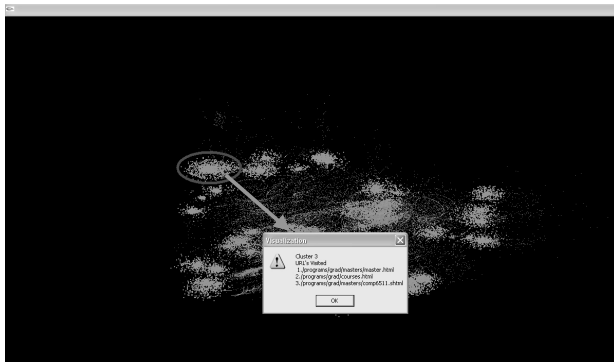 Visualization
Cluster 3
URL's Visited
1./programs/grad/masters/master.html
2./programs/grad/courses.html
3./programs/grad/masters/comp6511.shtml
OK